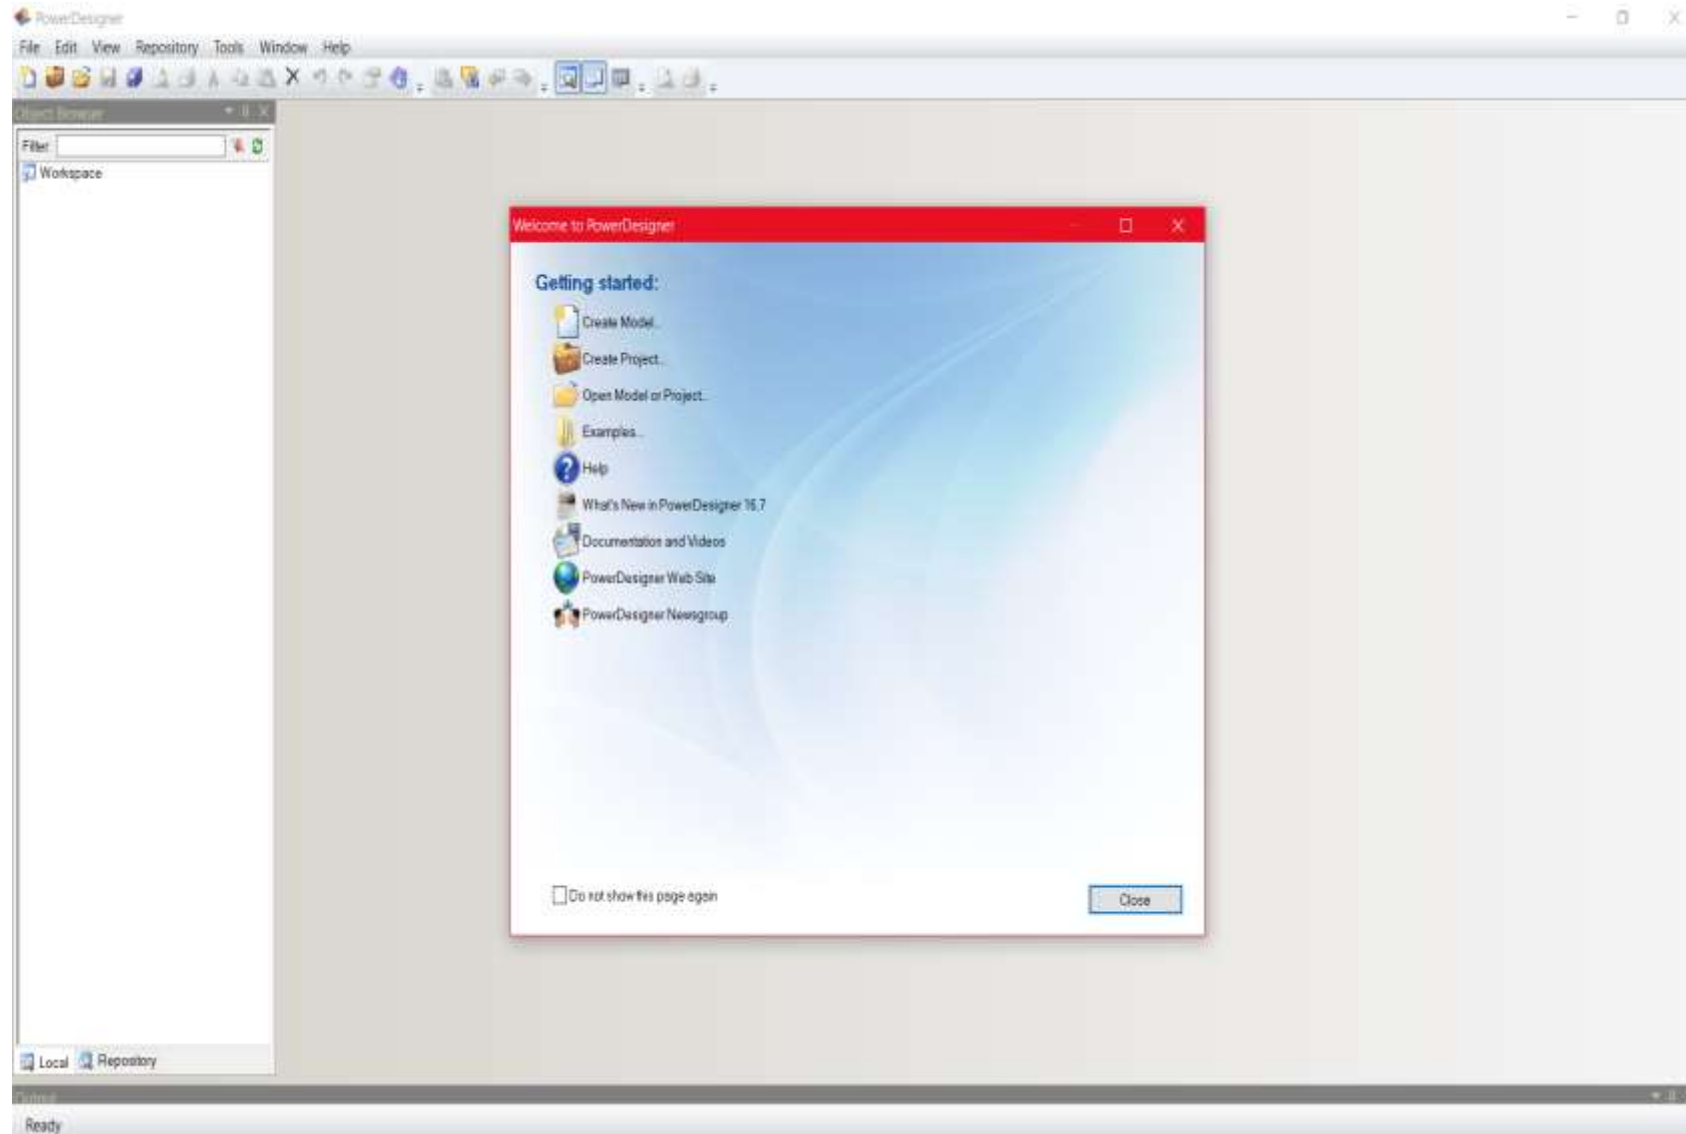 PowerDesigner
File Edit View Repository Tools Window Help
Object Browser
Filter
Workspace
Welcome to PowerDesigner
Getting started:
Create Model...
Create Project...
Open Model or Project...
Examples...
Help
What's New in PowerDesigner 16.7
Documentation and Videos
PowerDesigner Web Site
PowerDesigner Newsgroup
Do not show this page again
Close
Local Repository
Output
Ready